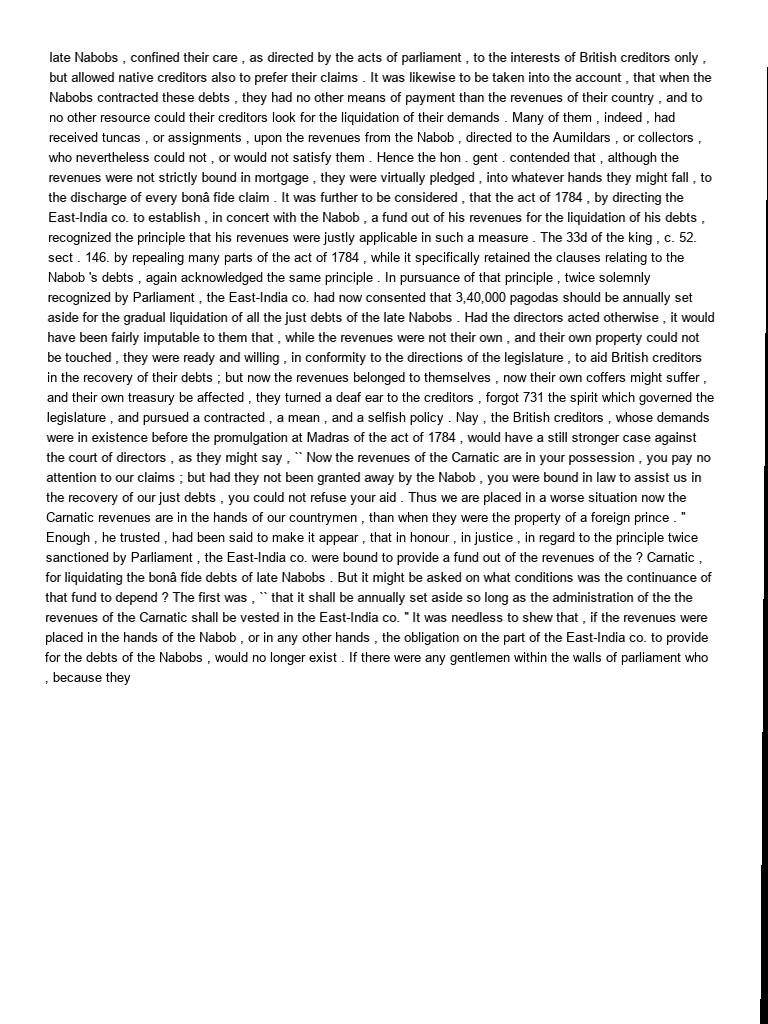 late Nabobs , confined their care , as directed by the acts of parliament , to the interests of British creditors only ,
but allowed native creditors also to prefer their claims . It was likewise to be taken into the account , that when the
Nabobs contracted these debts , they had no other means of payment than the revenues of their country , and to
no other resource could their creditors look for the liquidation of their demands . Many of them , indeed , had
received tuncas , or assignments , upon the revenues from the Nabob , directed to the Aumildars , or collectors ,
who nevertheless could not , or would not satisfy them . Hence the hon . gent . contended that , although the
revenues were not strictly bound in mortgage , they were virtually pledged , into whatever hands they might fall , to
the discharge of every bonâ fide claim . It was further to be considered , that the act of 1784 , by directing the
East-India co. to establish , in concert with the Nabob , a fund out of his revenues for the liquidation of his debts ,
recognized the principle that his revenues were justly applicable in such a measure . The 33d of the king , c. 52.
sect . 146. by repealing many parts of the act of 1784 , while it specifically retained the clauses relating to the
Nabob 's debts , again acknowledged the same principle . In pursuance of that principle , twice solemnly
recognized by Parliament , the East-India co. had now consented that 3,40,000 pagodas should be annually set
aside for the gradual liquidation of all the just debts of the late Nabobs . Had the directors acted otherwise , it would
have been fairly imputable to them that , while the revenues were not their own , and their own property could not
be touched , they were ready and willing , in conformity to the directions of the legislature , to aid British creditors
in the recovery of their debts ; but now the revenues belonged to themselves , now their own coffers might suffer ,
and their own treasury be affected , they turned a deaf ear to the creditors , forgot 731 the spirit which governed the
legislature , and pursued a contracted , a mean , and a selfish policy . Nay , the British creditors , whose demands
were in existence before the promulgation at Madras of the act of 1784 , would have a still stronger case against
the court of directors , as they might say , `` Now the revenues of the Carnatic are in your possession , you pay no
attention to our claims ; but had they not been granted away by the Nabob , you were bound in law to assist us in
the recovery of our just debts , you could not refuse your aid . Thus we are placed in a worse situation now the
Carnatic revenues are in the hands of our countrymen , than when they were the property of a foreign prince . "
Enough , he trusted , had been said to make it appear , that in honour , in justice , in regard to the principle twice
sanctioned by Parliament , the East-India co. were bound to provide a fund out of the revenues of the ? Carnatic ,
for liquidating the bonâ fide debts of late Nabobs . But it might be asked on what conditions was the continuance of
that fund to depend ? The first was , `` that it shall be annually set aside so long as the administration of the the
revenues of the Carnatic shall be vested in the East-India co. " It was needless to shew that , if the revenues were
placed in the hands of the Nabob , or in any other hands , the obligation on the part of the East-India co. to provide
for the debts of the Nabobs , would no longer exist . If there were any gentlemen within the walls of parliament who
, because they